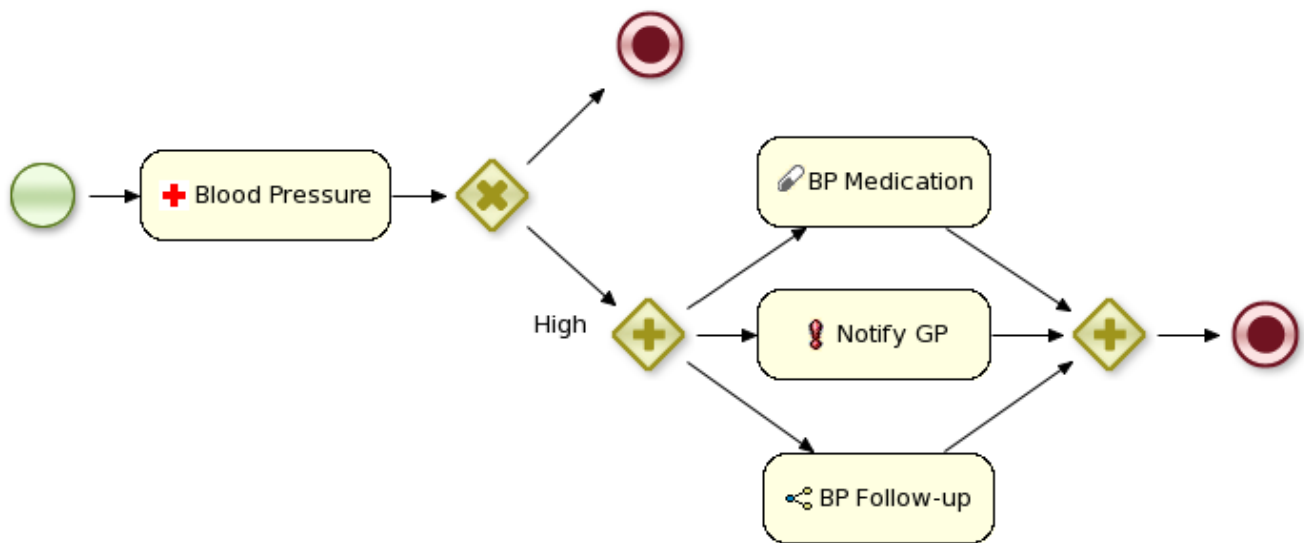 Blood Pressure
BP Medication
High
Notify GP
BP Follow-up